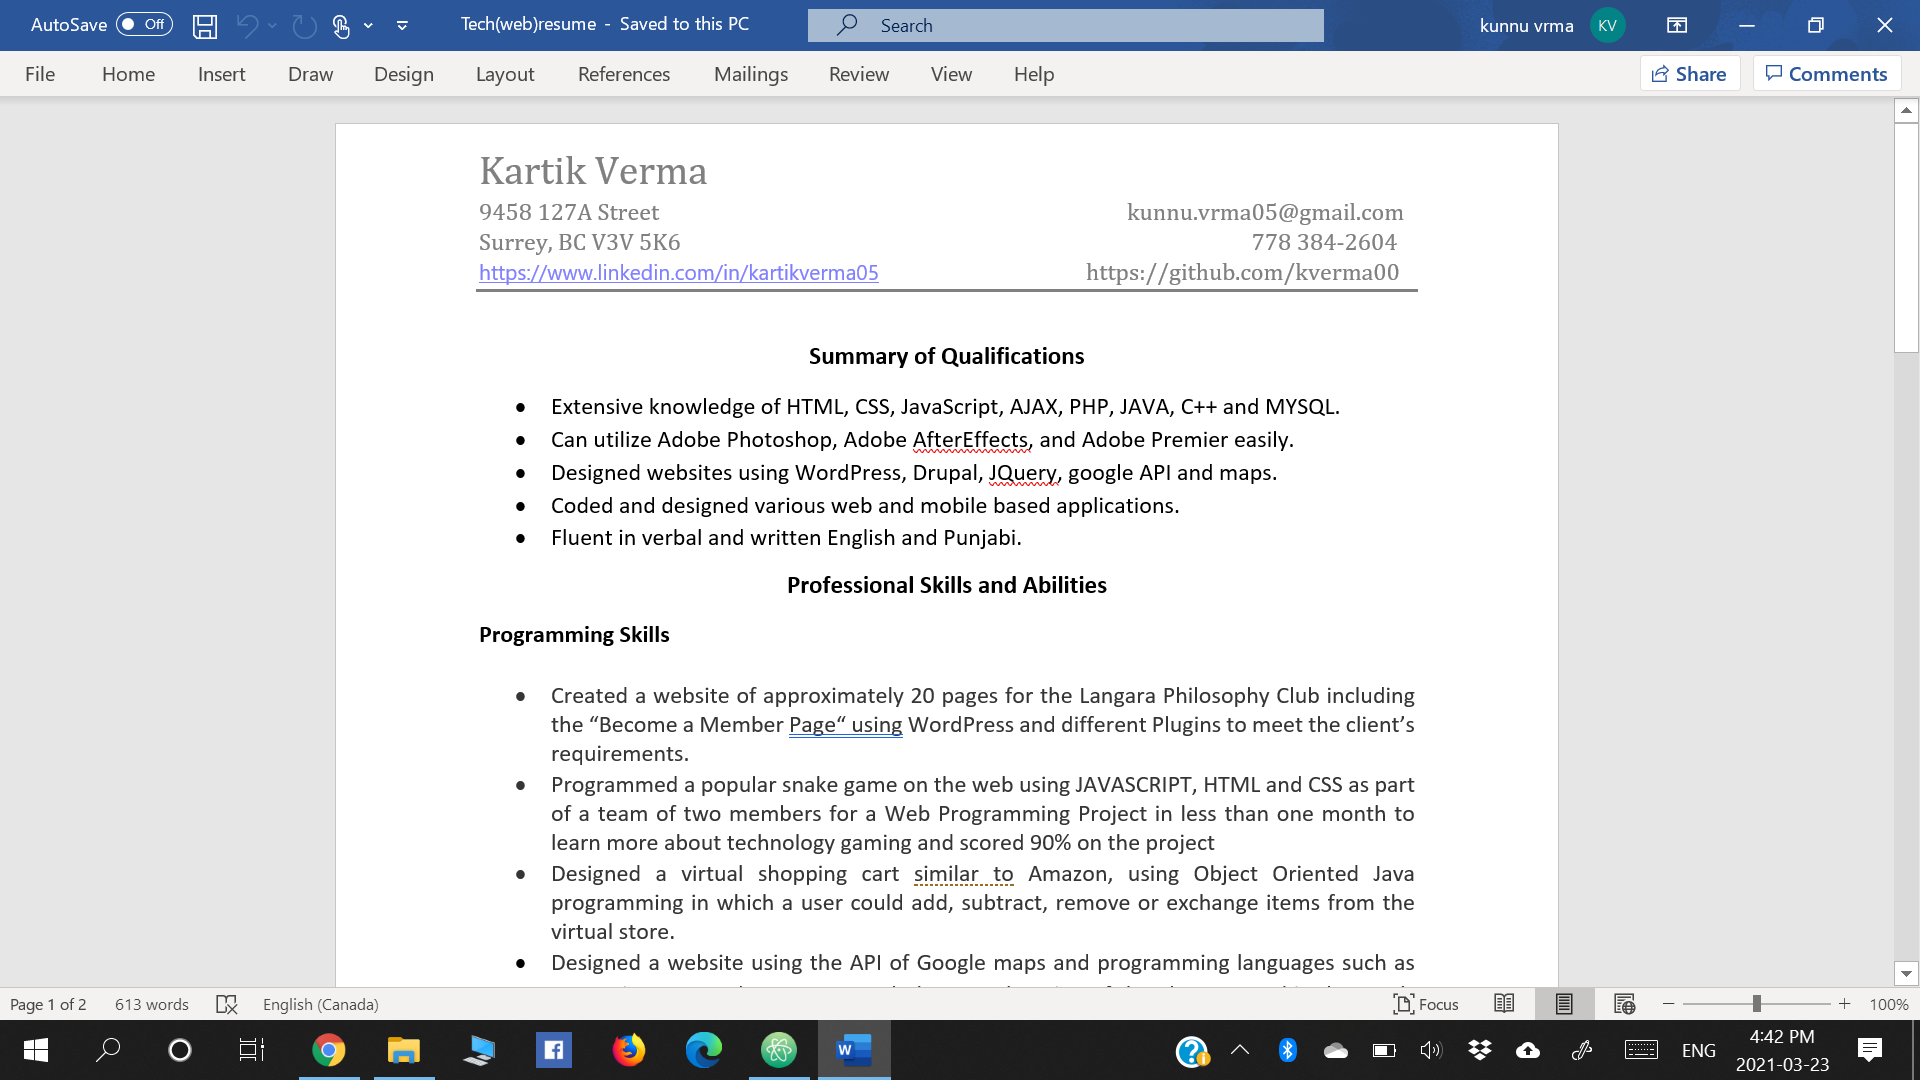 AutoSave Off Tech(web)resume - Saved to this PC Search kunnu vrma KV
File Home Insert Draw Design Layout References Mailings Review View Help Share Comments
Kartik Verma
9458 127A Street kunnu.vrma05@gmail.com
Surrey, BC V3V 5K6 778 384-2604
https://www.linkedin.com/in/kartikverma05 https://github.com/kverma00
Summary of Qualifications
• Extensive knowledge of HTML, CSS, JavaScript, AJAX, PHP, JAVA, C++ and MYSQL.
• Can utilize Adobe Photoshop, Adobe AfterEffects, and Adobe Premier easily.
• Designed websites using WordPress, Drupal, JQuery, google API and maps.
• Coded and designed various web and mobile based applications.
• Fluent in verbal and written English and Punjabi.
Professional Skills and Abilities
Programming Skills
• Created a website of approximately 20 pages for the Langara Philosophy Club including
the “Become a Member Page“ using WordPress and different Plugins to meet the client’s
requirements.
• Programmed a popular snake game on the web using JAVASCRIPT, HTML and CSS as part
of a team of two members for a Web Programming Project in less than one month to
learn more about technology gaming and scored 90% on the project
• Designed a virtual shopping cart similar to Amazon, using Object Oriented Java
programming in which a user could add, subtract, remove or exchange items from the
virtual store.
• Designed a website using the API of Google maps and programming languages such as
Page 1 of 2 613 words English (Canada) Focus 100%
W ENG 4:42 PM
2021-03-23